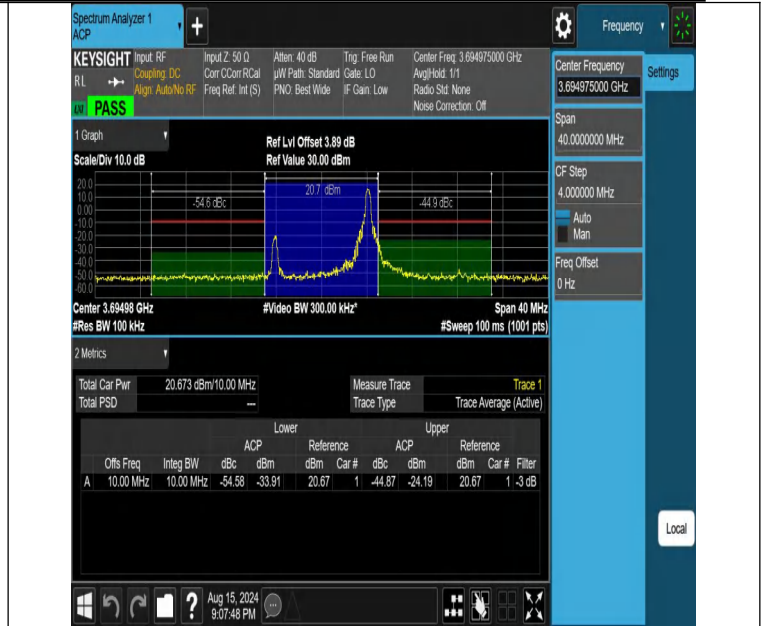 Spectrum Analyzer 1
ACP
Frequency
KEYSIGHT Input: RF Input Z: 50 Ω Atten: 40 dB Trig: Free Run Center Freq: 3.694975000 GHz
RL Coupling: DC Corr CCorr RCal µW Path: Standard Gate: LO Avg|Hold: 1/1
Align: Auto/No RF Freq Ref: Int (S) PNO: Best Wide IF Gain: Low Radio Std: None
PASS Noise Correction: Off
Center Frequency
3.694975000 GHz
Settings
Span
40.0000000 MHz
CF Step
4.000000 MHz
Auto
Man
Freq Offset
0 Hz
Local
1 Graph
Ref Lvl Offset 3.89 dB
Scale/Div 10.0 dB Ref Value 30.00 dBm
20.0
10.0
0.00
-10.0
-20.0
-30.0
-40.0
-50.0
-60.0
-54.6 dBc 20.7 dBm -44.9 dBc
Center 3.69498 GHz #Video BW 300.00 kHz* Span 40 MHz
#Res BW 100 kHz #Sweep 100 ms (1001 pts)
2 Metrics
Total Car Pwr 20.673 dBm/10.00 MHz Measure Trace Trace 1
Total PSD --- Trace Type Trace Average (Active)
Lower Upper
ACP Reference ACP Reference
Offs Freq Integ BW dBc dBm dBm Car # dBc dBm dBm Car # Filter
A 10.00 MHz 10.00 MHz -54.58 -33.91 20.67 1 -44.87 -24.19 20.67 1 -3 dB
?
Aug 15, 2024
9:07:48 PM